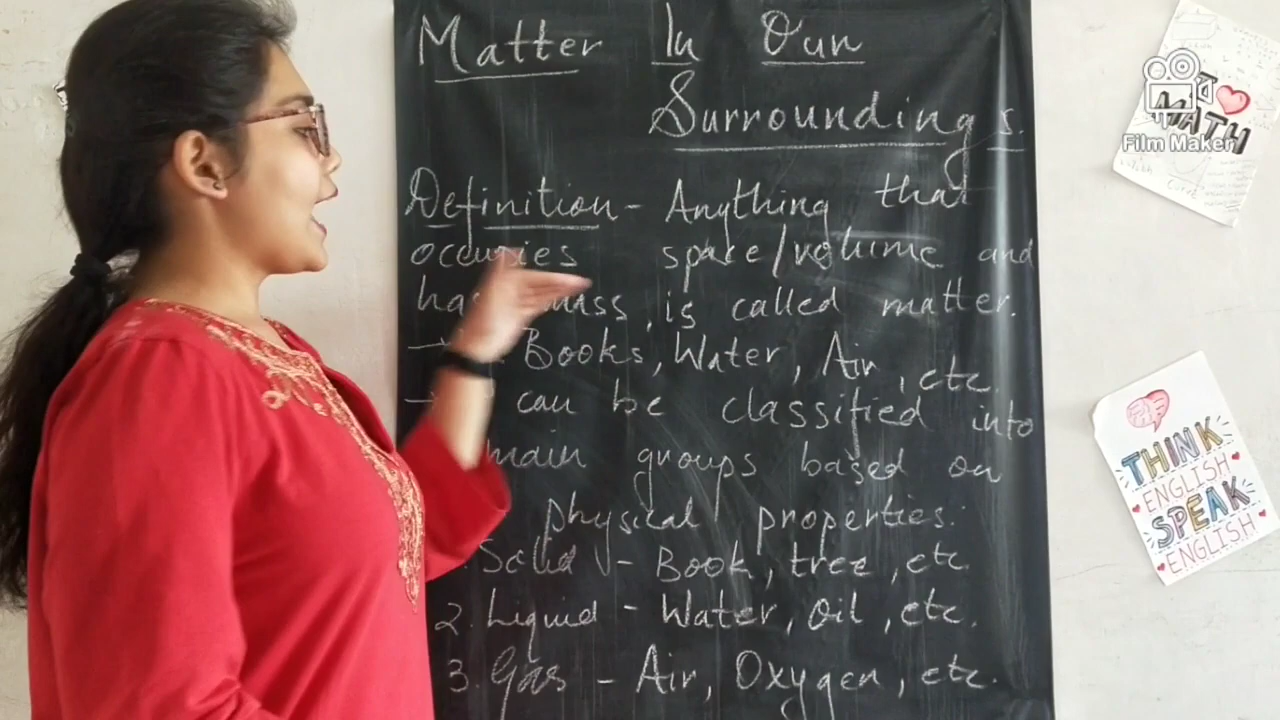 Matter In Our
Surroundings.
Definition - Anything that
occupies space/volume and
has mass, is called matter.
→ Books, Water, Air, etc.
→ can be classified into
main groups based on
physical properties.
Solid - Book, tree, etc
2. Liquid - Water, Oil, etc.
3. Gas - Air, Oxygen, etc.
MATH
Film Maker
THINK
ENGLISH
SPEAK
ENGLISH